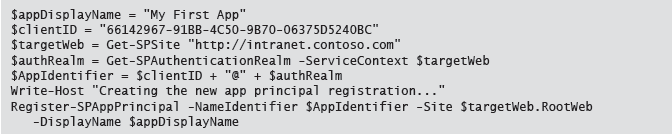 $appDisplayName = "My First App"
$clientID = "66142967-91BB-4C50-9B70-06375D5240BC"
$targetWeb = Get-SPSite "http://intranet.contoso.com"
$authRealm = Get-SPAuthenticationRealm -ServiceContext $targetWeb
$AppIdentifier = $clientID + "@" + $authRealm
Write-Host "Creating the new app principal registration..."
Register-SPAppPrincipal -NameIdentifier $AppIdentifier -Site $targetWeb.RootWeb
-DisplayName $appDisplayName